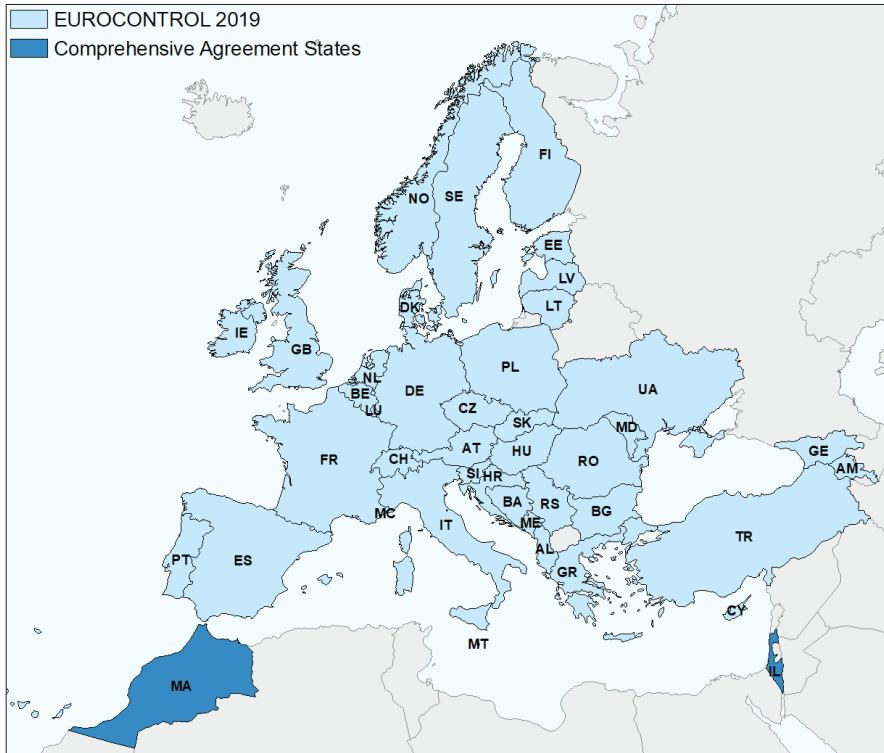 EUROCONTROL 2019
Comprehensive Agreement States
FI
NO
SE
EE
LV
LT
DK
IE
GB
NL
PL
BE
DE
UA
LU
CZ
SK
MD
AT
HU
FR
CH
RO
GE
SI
HR
AM
BA
RS
MC
IT
ME
BG
TR
AL
PT
ES
GR
CY
MT
IL
MA